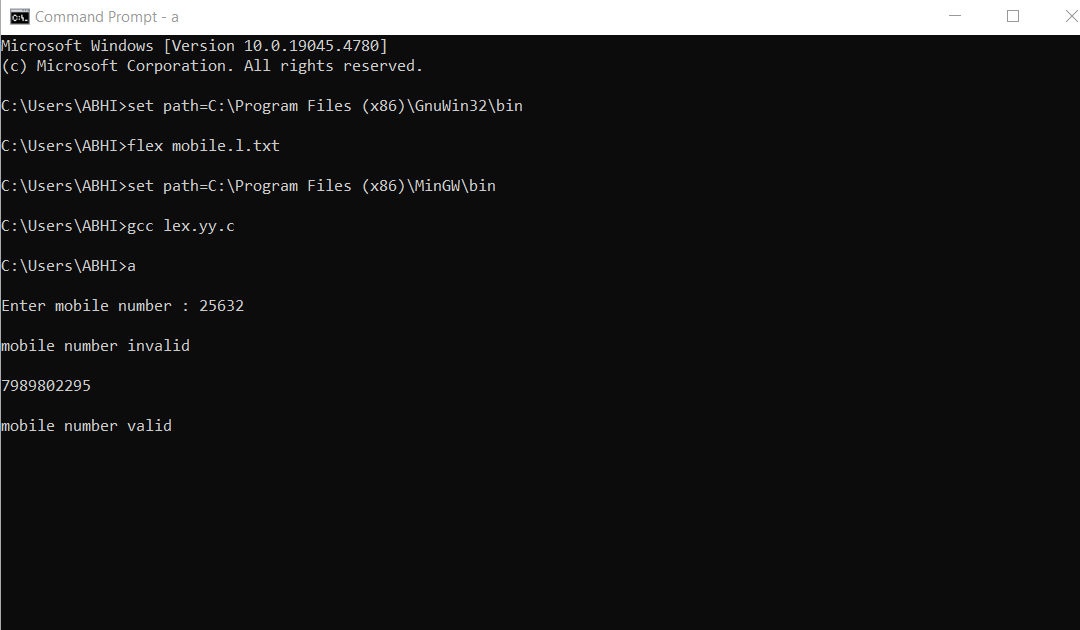 Command Prompt - a
Microsoft Windows [Version 10.0.19045.4780]
(c) Microsoft Corporation. All rights reserved.
C:\Users\ABHI>set path=C:\Program Files (x86)\GnuWin32\bin
C:\Users\ABHI>flex mobile.l.txt
C:\Users\ABHI>set path=C:\Program Files (x86)\MinGW\bin
C:\Users\ABHI>gcc lex.yy.c
C:\Users\ABHI>a
Enter mobile number : 25632
mobile number invalid
7989802295
mobile number valid